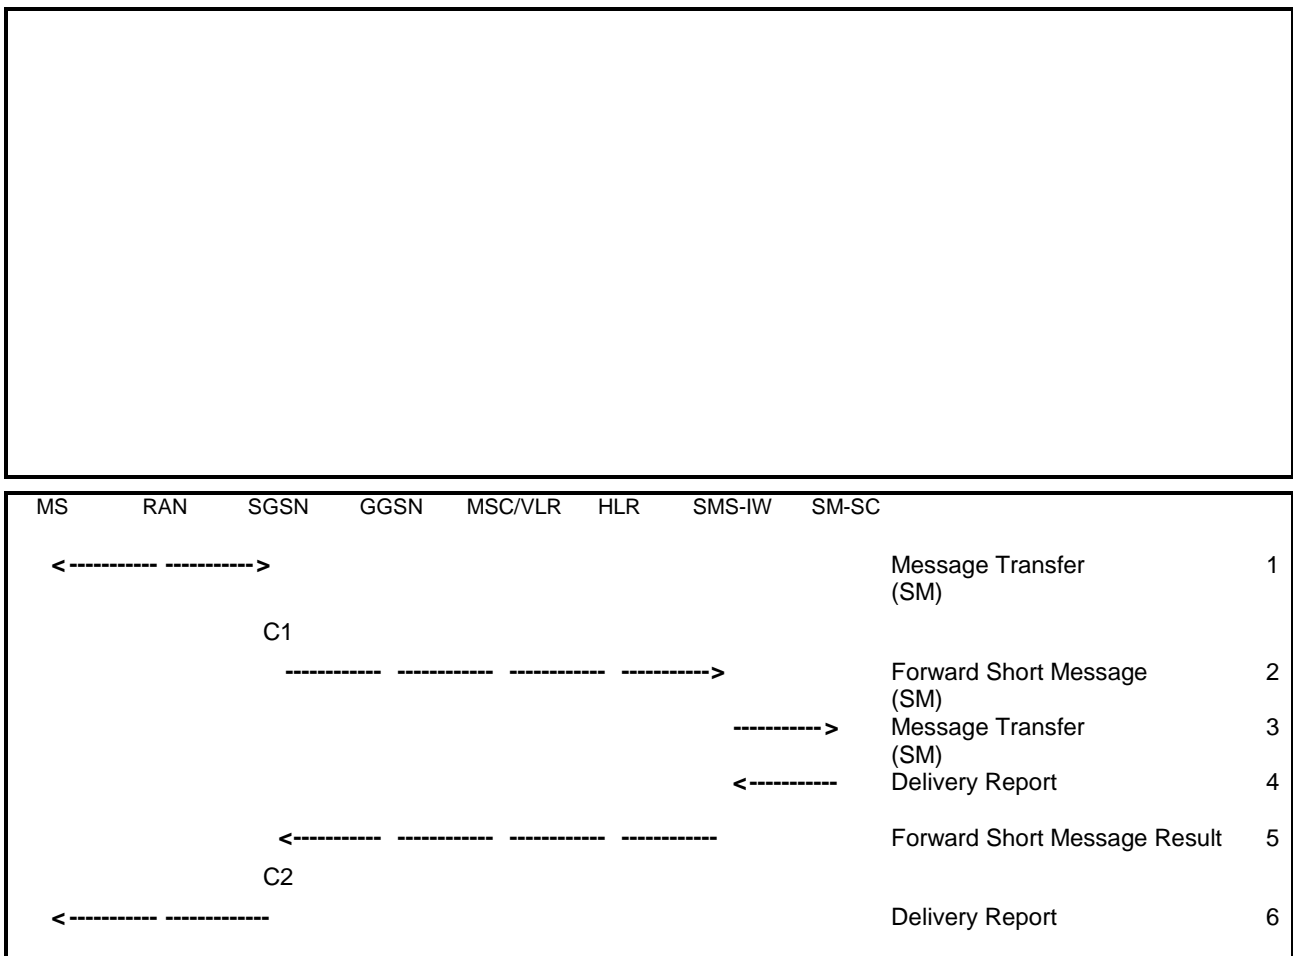 MS RAN SGSN GGSN MSC/VLR HLR SMS-IW SM-SC
<----------- -----------> Message Transfer 1
(SM)
C1
------------ ------------ ------------ -----------> Forward Short Message 2
(SM)
-----------> Message Transfer 3
(SM)
<----------- Delivery Report 4
<----------- ------------ ------------ ------------ Forward Short Message Result 5
C2
<----------- ------------- Delivery Report 6